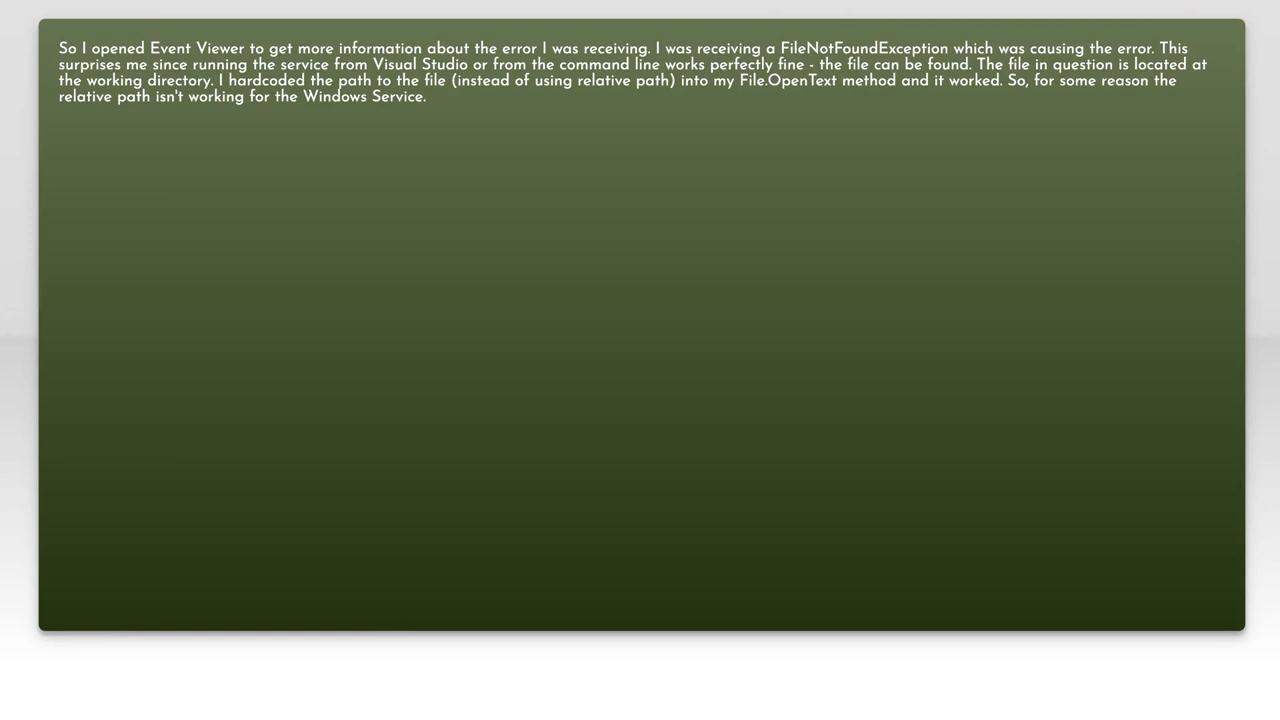 So I opened Event Viewer to get more information about the error I was receiving. I was receiving a FileNotFoundException which was causing the error. This
surprises me since running the service from Visual Studio or from the command line works perfectly fine - the file can be found. The file in question is located at
the working directory. I hardcoded the path to the file (instead of using relative path) into my File.OpenText method and it worked. So, for some reason the
relative path isn't working for the Windows Service.